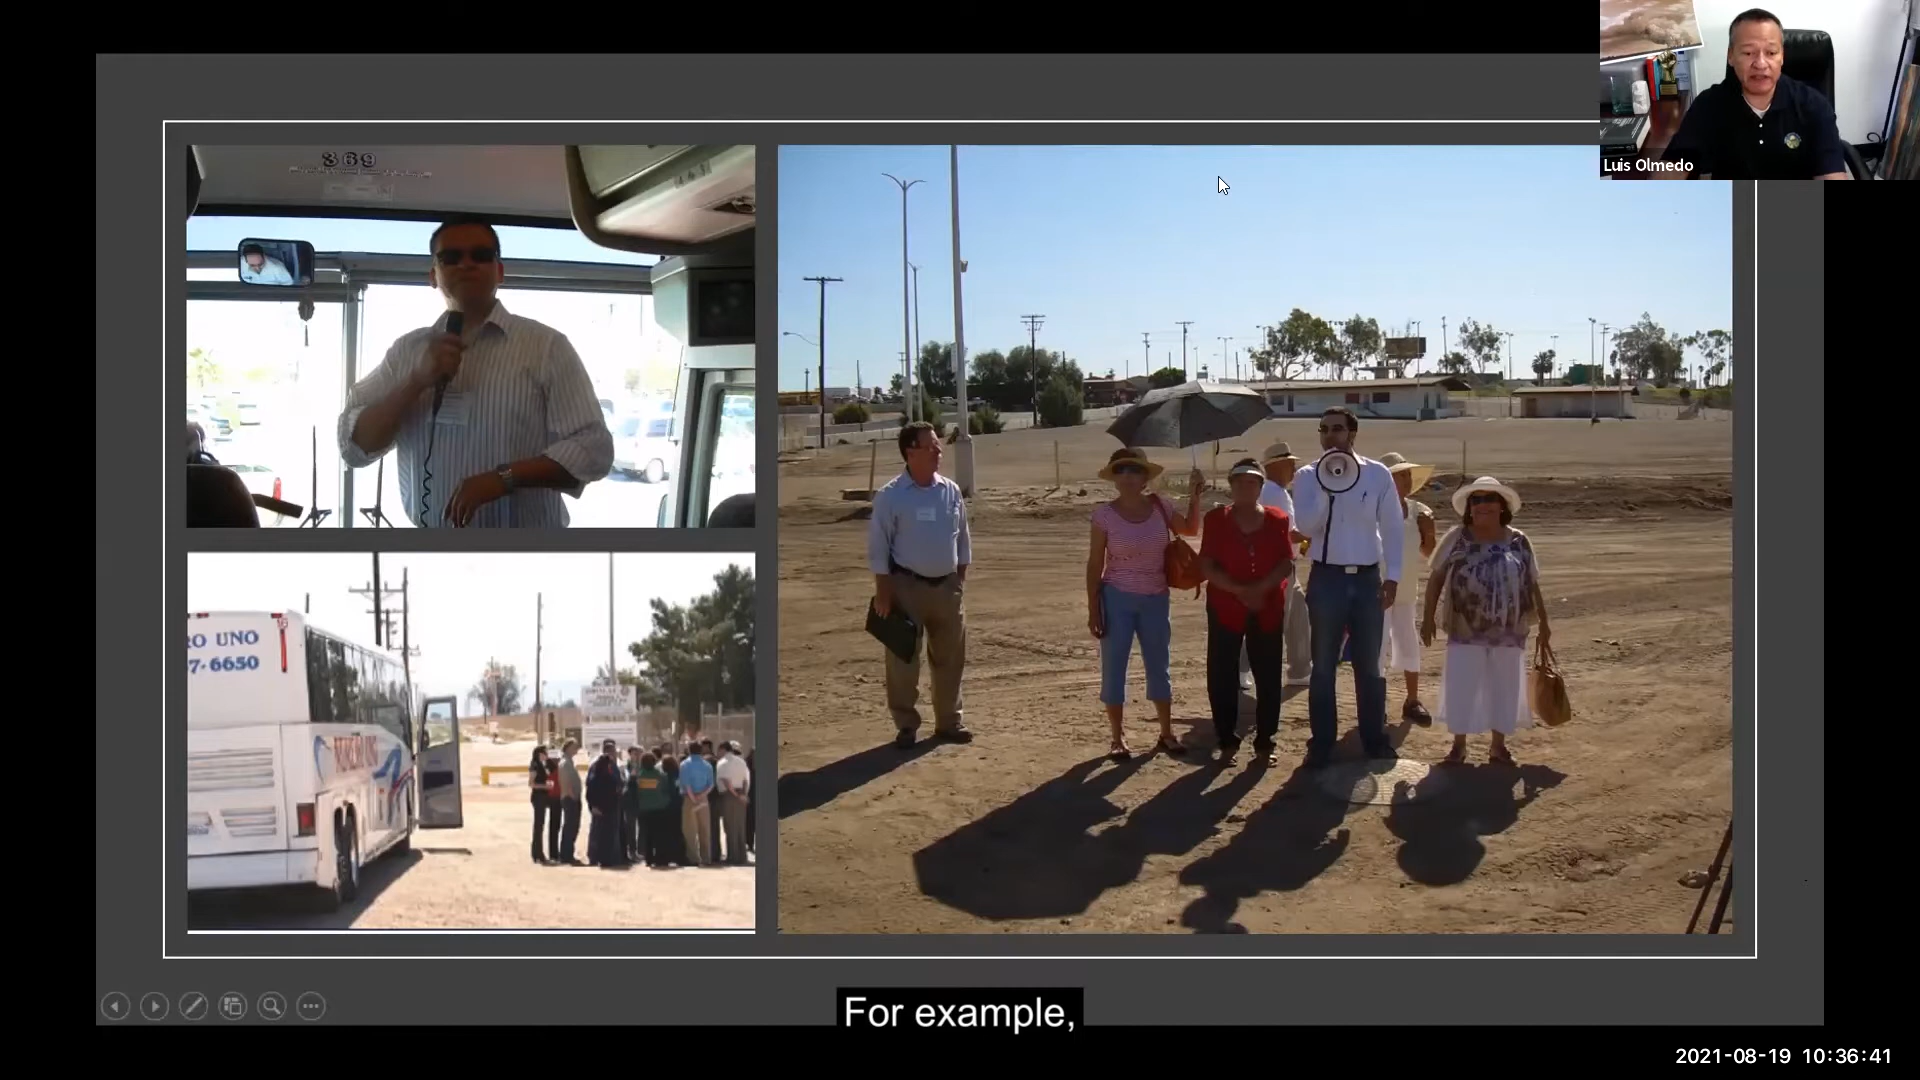 Luis Olmedo
369
RO UNO
7-6650
For example,
2021-08-19 10:36:41